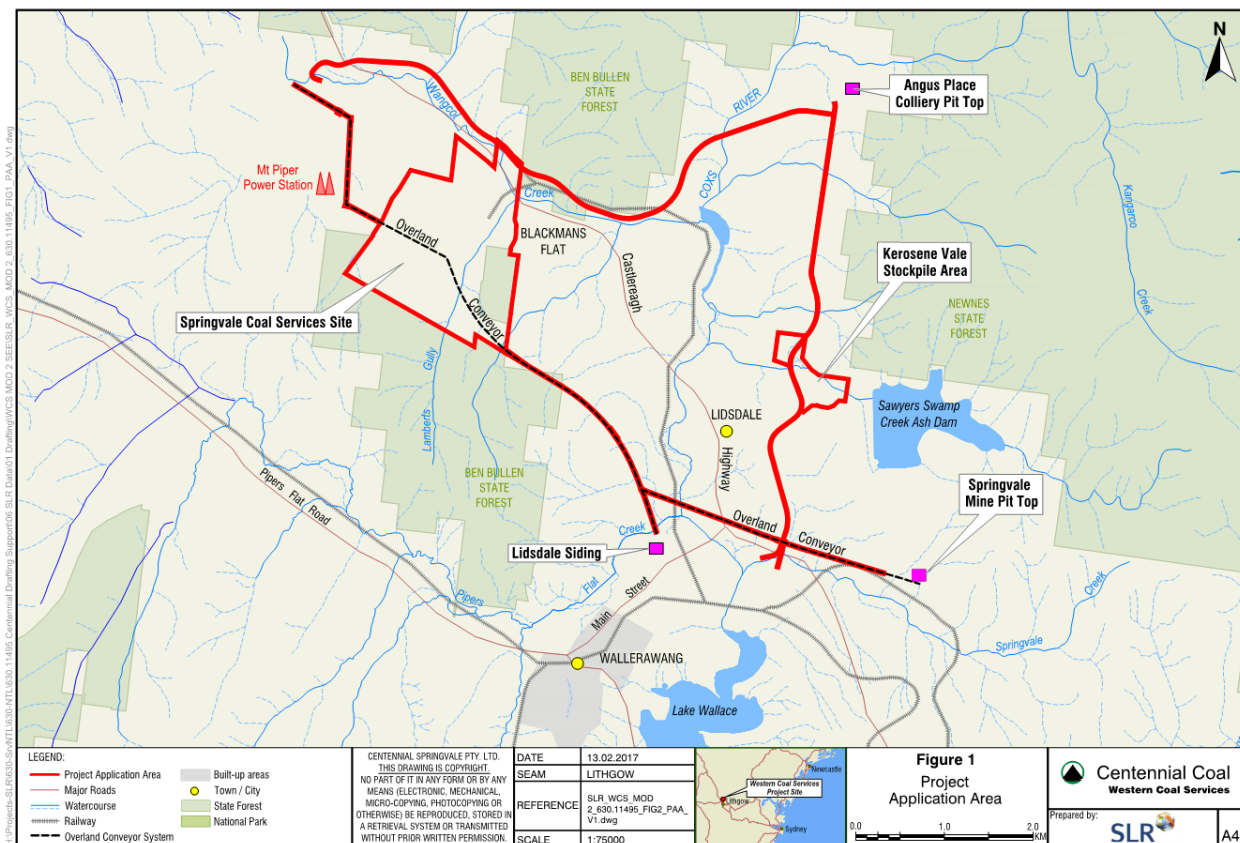 N
Angus Place
Colliery Pit Top
BEN BULLEN
STATE
FOREST
RIVER
COXS
Wangcol
Creek
Mt Piper
Power Station
Kangaroo
Creek
Overland
Conveyor
BLACKMANS
FLAT
Castlereagh
Highway
Kerosene Vale
Stockpile Area
NEWNES
STATE
FOREST
Springvale Coal Services Site
Lamberts
Gully
LIDSDALE
Sawyers Swamp
Creek Ash Dam
Pipers Flat Road
BEN BULLEN
STATE
FOREST
Springvale
Mine Pit Top
Overland
Conveyor
Lidsdale Siding
Pipers
Flat
Creek
Main
Street
Springvale
Creek
WALLERAWANG
Lake Wallace
LEGEND:
Project Application Area
Major Roads
Watercourse
Railway
Overland Conveyor System
Built-up areas
Town / City
State Forest
National Park
CENTENNIAL SPRINGVALE PTY. LTD.
THIS DRAWING IS COPYRIGHT.
NO PART OF IT IN ANY FORM OR BY ANY
MEANS (ELECTRONIC, MECHANICAL,
MICRO-COPYING, PHOTOCOPYING OR
OTHERWISE) BE REPRODUCED, STORED IN
A RETRIEVAL SYSTEM OR TRANSMITTED
WITHOUT PRIOR WRITTEN PERMISSION.
DATE 13.02.2017
SEAM LITHGOW
REFERENCE SLR_WCS_MOD
2_630.11495_FIG2_PAA_
V1.dwg
SCALE 1:75000
Newcastle
Western Coal Services
Project Site
Lithgow
Sydney
Figure 1
Project
Application Area
0.0 1.0 2.0
KM
Centennial Coal
Western Coal Services
Prepared by:
SLR
A4